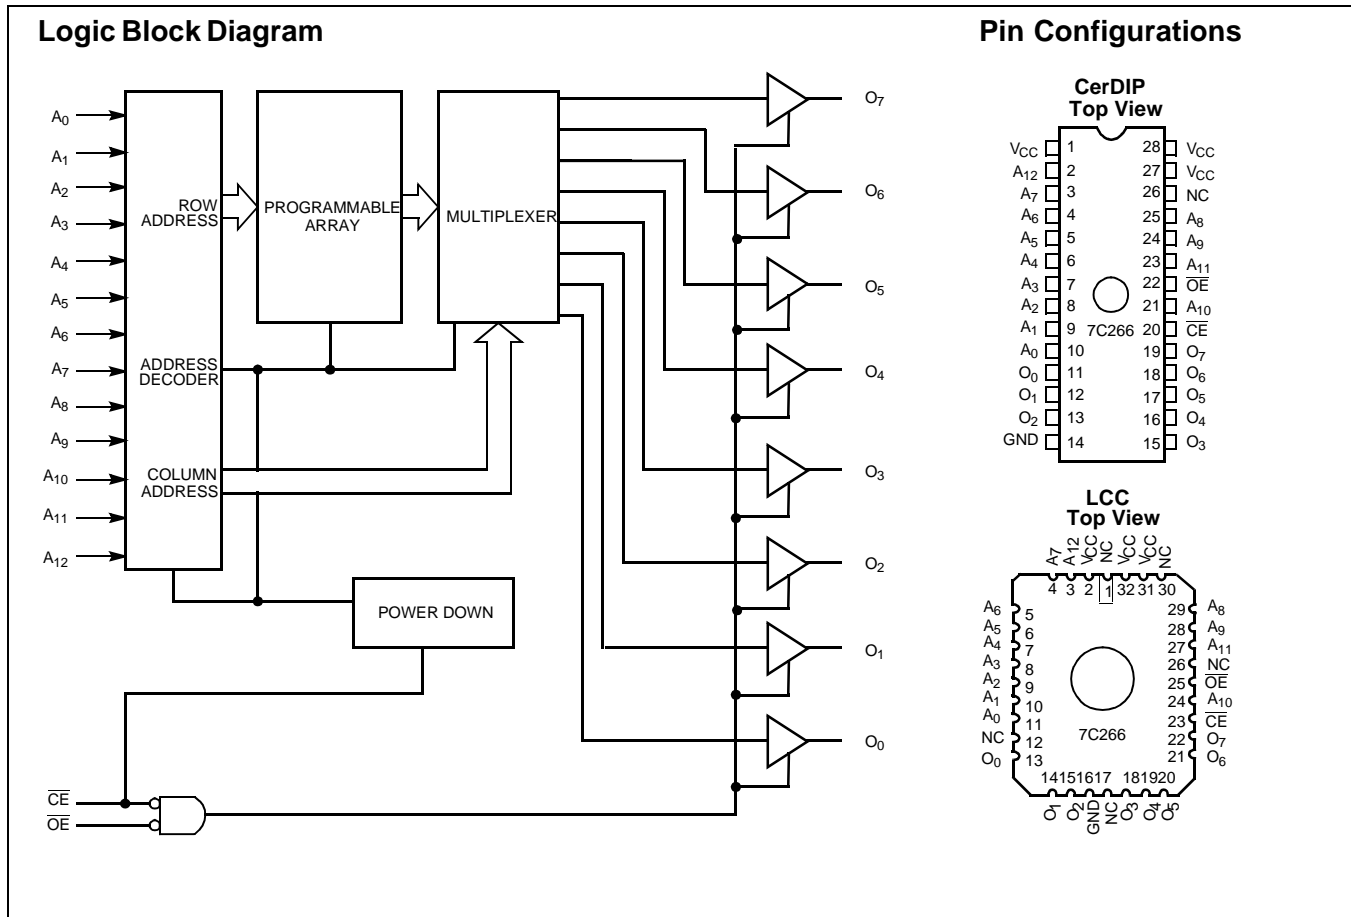 Logic Block Diagram
Pin Configurations
A0
A1
A2
A3
A4
A5
A6
A7
A8
A9
A10
A11
A12
ROW
ADDRESS
ADDRESS
DECODER
COLUMN
ADDRESS
PROGRAMMABLE
ARRAY
MULTIPLEXER
POWER DOWN
CE
OE
O7
O6
O5
O4
O3
O2
O1
O0
CerDIP
Top View
VCC 1 28 VCC
A12 2 27 VCC
A7 3 26 NC
A6 4 25 A8
A5 5 24 A9
A4 6 23 A11
A3 7 22 OE
A2 8 21 A10
A1 9 7C266 20 CE
A0 10 19 O7
O0 11 18 O6
O1 12 17 O5
O2 13 16 O4
GND 14 15 O3
LCC
Top View
A7 A12 VCC NC VCC VCC NC
4 3 2 1 32 31 30
A6 5 29 A8
A5 6 28 A9
A4 7 27 A11
A3 8 26 NC
A2 9 25 OE
A1 10 24 A10
A0 11 23 CE
NC 12 7C266 22 O7
O0 13 21 O6
14 15 16 17 18 19 20
O1 O2 GND NC O3 O4 O5